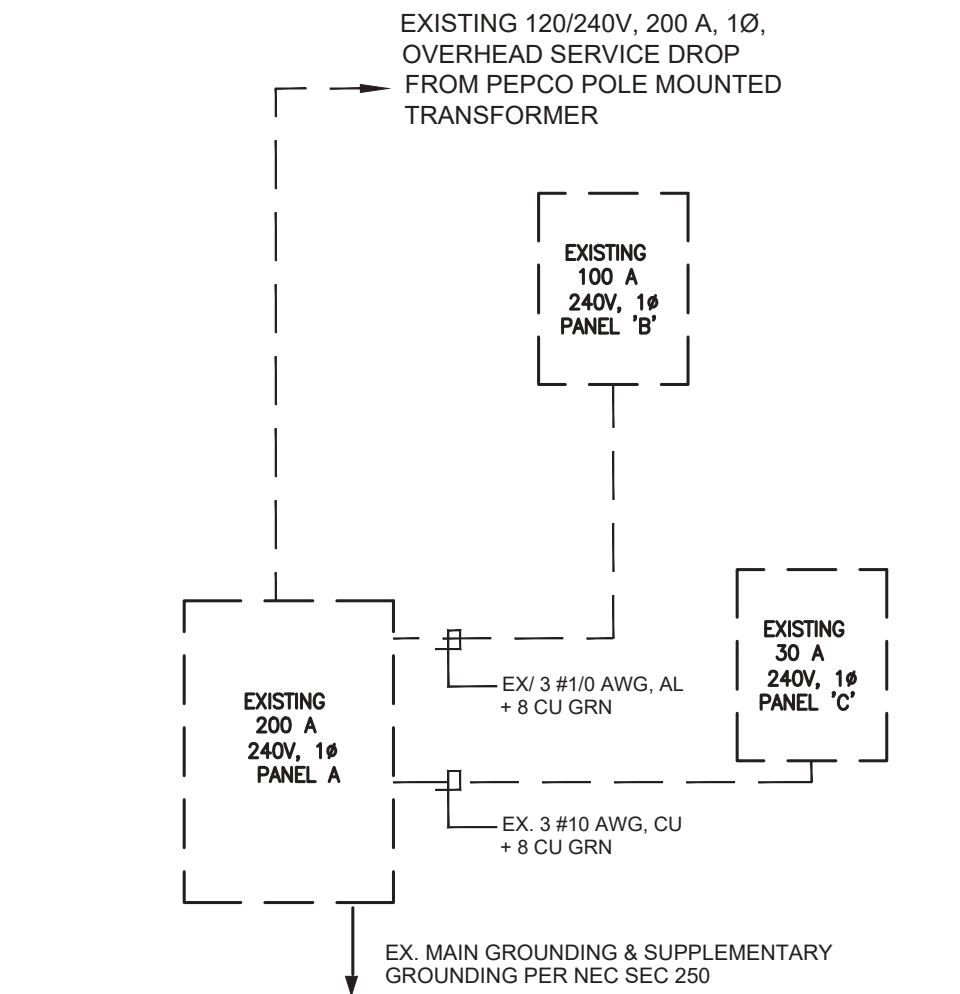 EXISTING 120/240V, 200 A, 1Ø,
OVERHEAD SERVICE DROP
FROM PEPCO POLE MOUNTED
TRANSFORMER
EXISTING
100 A
240V, 1ø
PANEL 'B'
EXISTING
30 A
240V, 1ø
PANEL 'C'
EX/ 3 #1/0 AWG, AL
+ 8 CU GRN
EXISTING
200 A
240V, 1ø
PANEL A
EX. 3 #10 AWG, CU
+ 8 CU GRN
EX. MAIN GROUNDING & SUPPLEMENTARY
GROUNDING PER NEC SEC 250